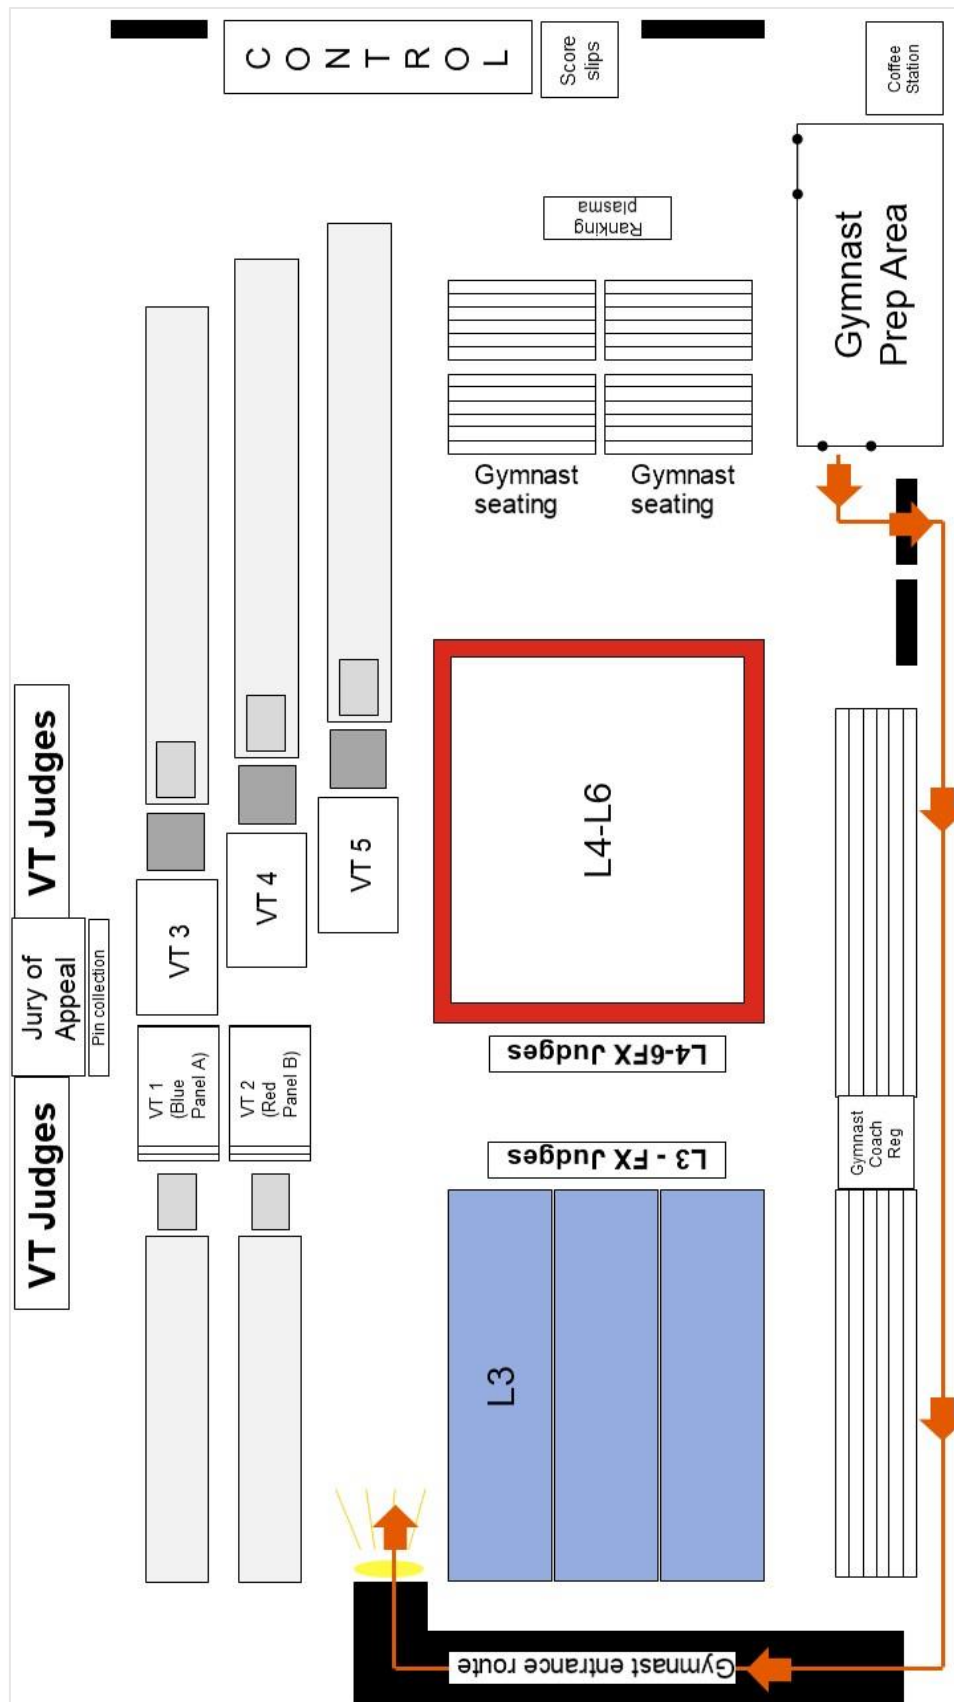 CONTROL
Score
slips
Coffee
Station
Ranking
plasma
Gymnast
Prep Area
Gymnast
seating
Gymnast
seating
VT Judges
Jury of
Appeal
Pin collection
VT Judges
VT 3
VT 4
VT 5
VT 1
(Blue
Panel A)
VT 2
(Red
Panel B)
L4-L6
L4-6FX Judges
L3 - FX Judges
Gymnast
Coach
Reg
L3
Gymnast entrance route